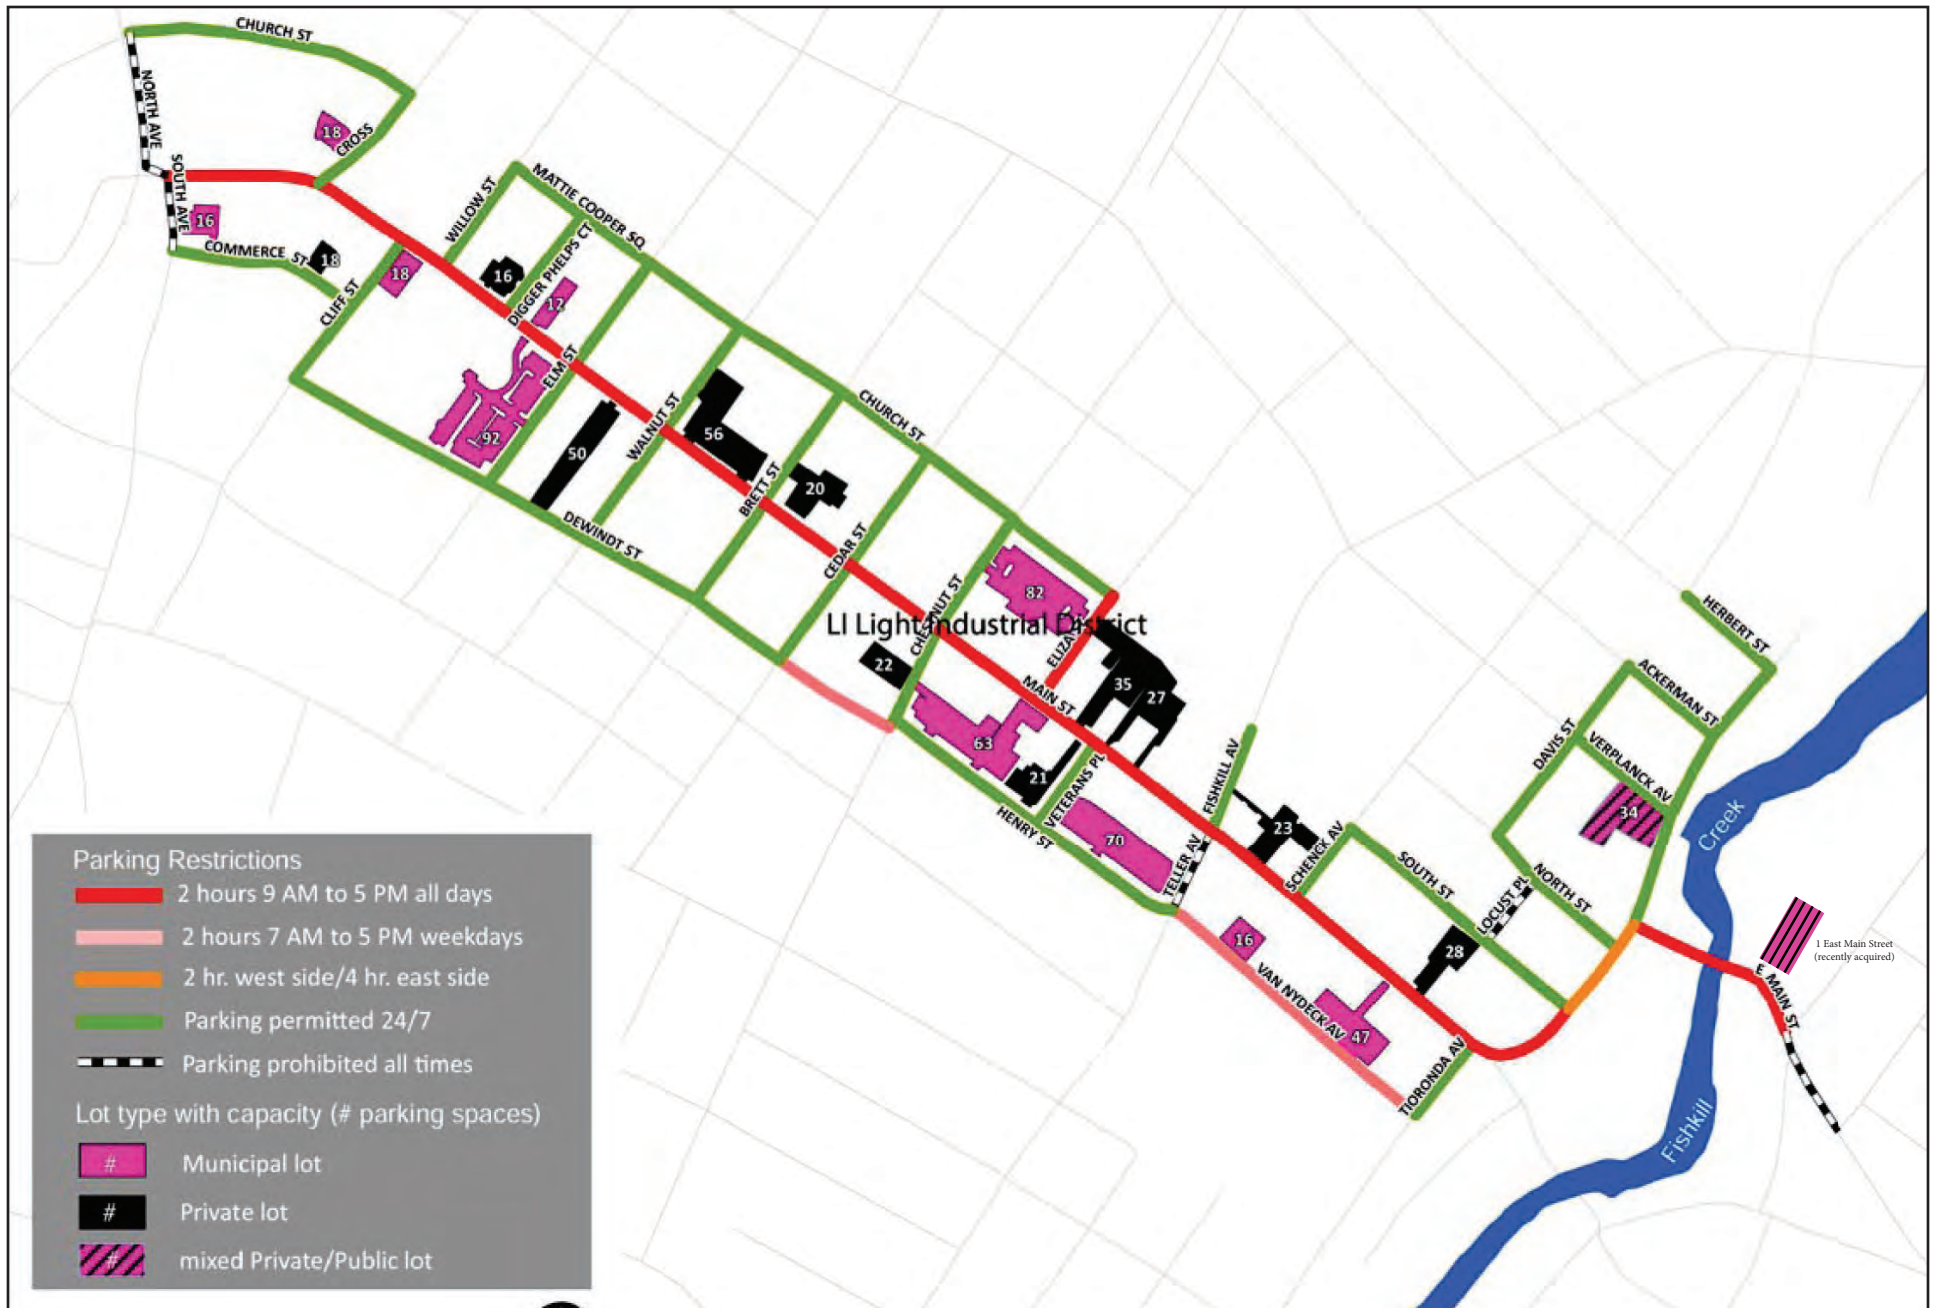 CHURCH ST
NORTH AVE
18
CROSS
SOUTH AVE
16
COMMERCE ST
18
CLIFF ST
18
WILLOW ST
MATTIE COOPER SQ
16
DIGGER PHELPS CT
12
ELM ST
92
50
WALNUT ST
56
BRETT ST
20
DEWINDT ST
CHURCH ST
CEDAR ST
CHESTNUT ST
82
LI Light Industrial District
22
MAIN ST
35
27
63
21
VETERANS PL
HENRY ST
70
FISHKILL AV
TELLER AV
23
SCHENCK AV
SOUTH ST
LOCUST PL
NORTH ST
28
16
VAN NYDECK AV
47
TIORONDA AV
HERBERT ST
ACKERMAN ST
DAVIS ST
VERPLANCK AV
34
Creek
Fishkill
1 East Main Street
(recently acquired)
E MAIN ST
Parking Restrictions
2 hours 9 AM to 5 PM all days
2 hours 7 AM to 5 PM weekdays
2 hr. west side/4 hr. east side
Parking permitted 24/7
Parking prohibited all times
Lot type with capacity (# parking spaces)
# Municipal lot
# Private lot
# mixed Private/Public lot